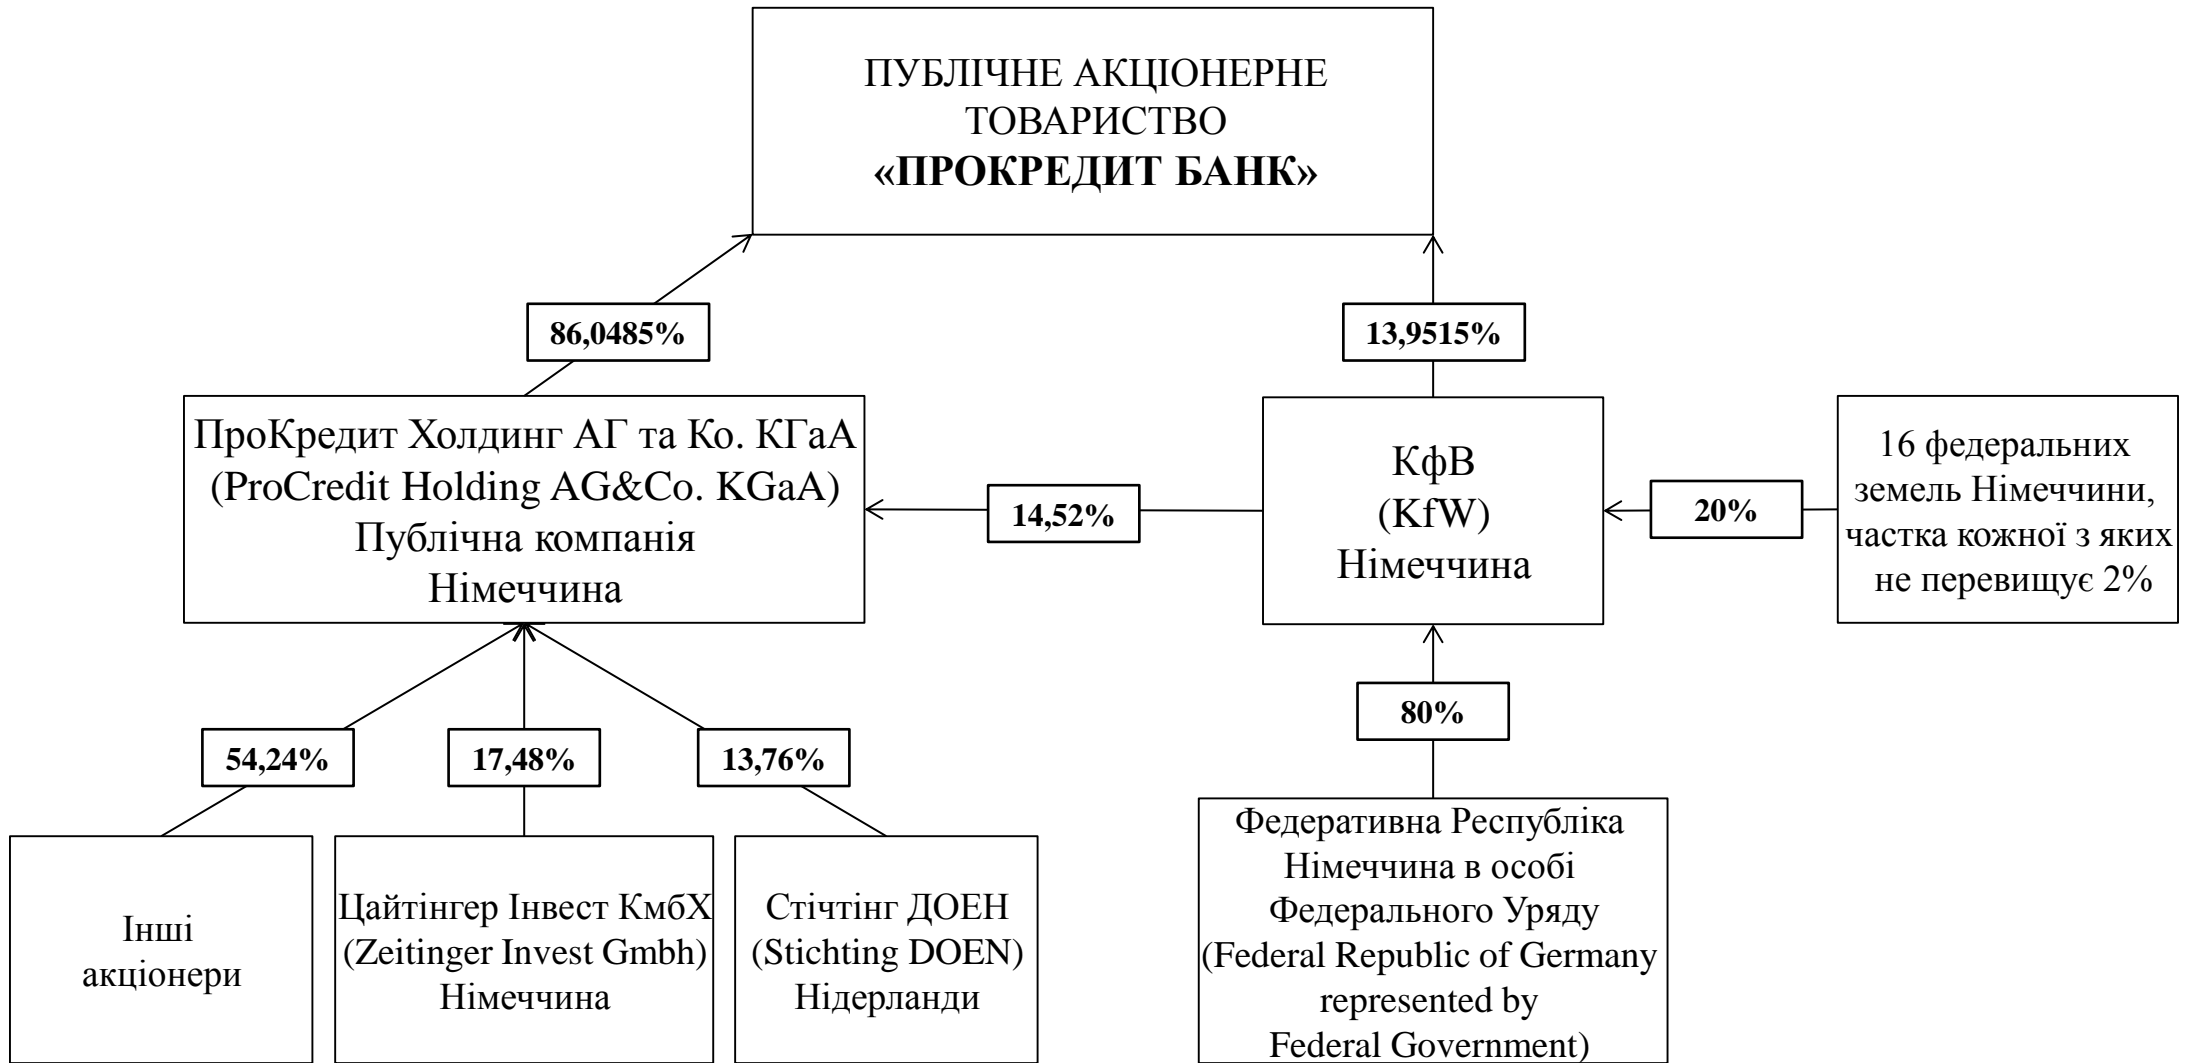 ПУБЛІЧНЕ АКЦІОНЕРНЕ
ТОВАРИСТВО
«ПРОКРЕДИТ БАНК»
86,0485%
13,9515%
ПроКредит Холдинг АГ та Ко. КГаА
(ProCredit Holding AG&Co. KGaA)
Публічна компанія
Німеччина
14,52%
КфВ
(KfW)
Німеччина
20%
16 федеральних
земель Німеччини,
частка кожної з яких
не перевищує 2%
54,24%
17,48%
13,76%
80%
Інші
акціонери
Цайтінгер Інвест КмбХ
(Zeitinger Invest Gmbh)
Німеччина
Стічтінг ДОЕН
(Stichting DOEN)
Нідерланди
Федеративна Республіка
Німеччина в особі
Федерального Уряду
(Federal Republic of Germany
represented by
Federal Government)